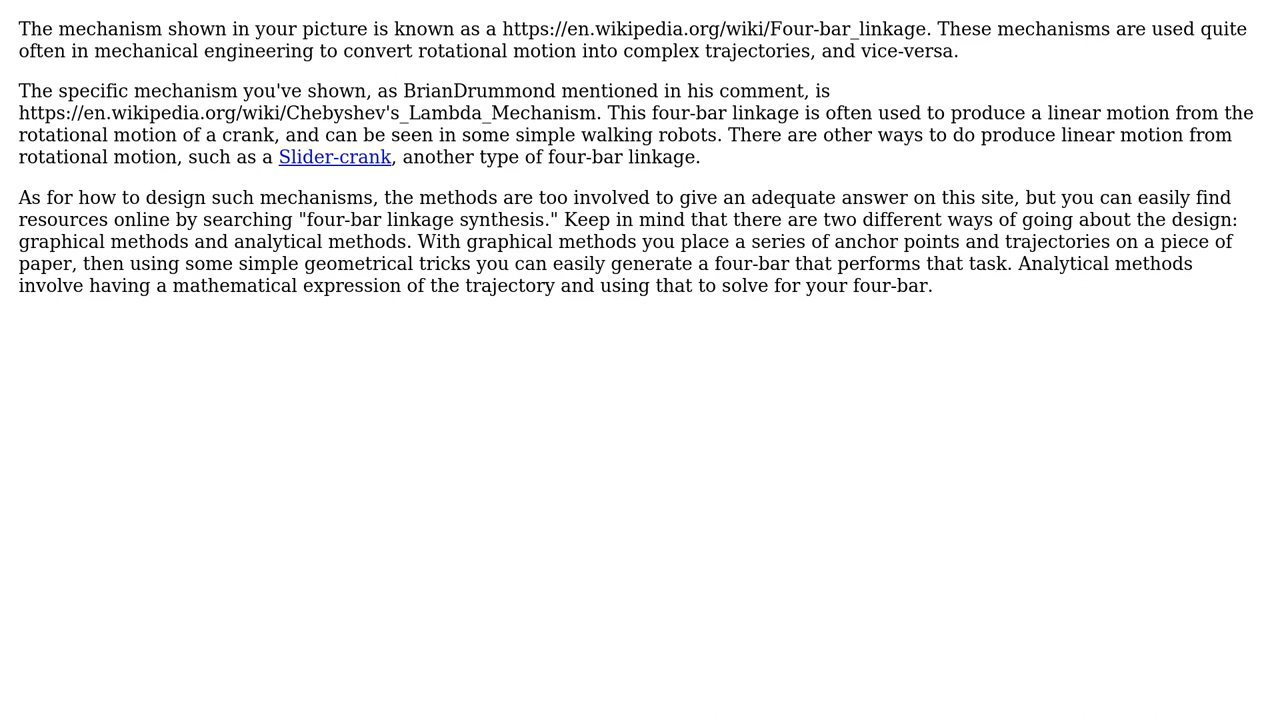 The mechanism shown in your picture is known as a https://en.wikipedia.org/wiki/Four-bar_linkage. These mechanisms are used quite
often in mechanical engineering to convert rotational motion into complex trajectories, and vice-versa.
The specific mechanism you've shown, as BrianDrummond mentioned in his comment, is
https://en.wikipedia.org/wiki/Chebyshev's_Lambda_Mechanism. This four-bar linkage is often used to produce a linear motion from the
rotational motion of a crank, and can be seen in some simple walking robots. There are other ways to do produce linear motion from
rotational motion, such as a Slider-crank, another type of four-bar linkage.
As for how to design such mechanisms, the methods are too involved to give an adequate answer on this site, but you can easily find
resources online by searching "four-bar linkage synthesis." Keep in mind that there are two different ways of going about the design:
graphical methods and analytical methods. With graphical methods you place a series of anchor points and trajectories on a piece of
paper, then using some simple geometrical tricks you can easily generate a four-bar that performs that task. Analytical methods
involve having a mathematical expression of the trajectory and using that to solve for your four-bar.